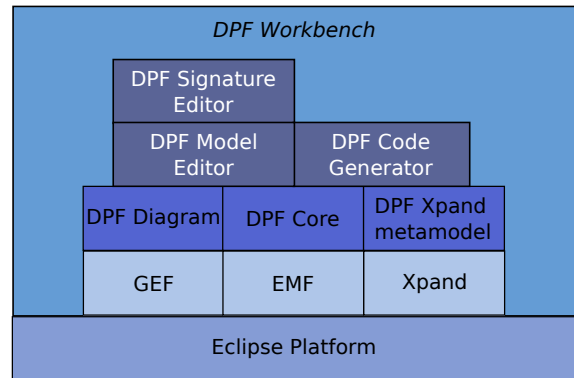 DPF Workbench
DPF Signature
Editor
DPF Model
Editor
DPF Code
Generator
DPF Diagram
DPF Core
DPF Xpand
metamodel
GEF
EMF
Xpand
Eclipse Platform